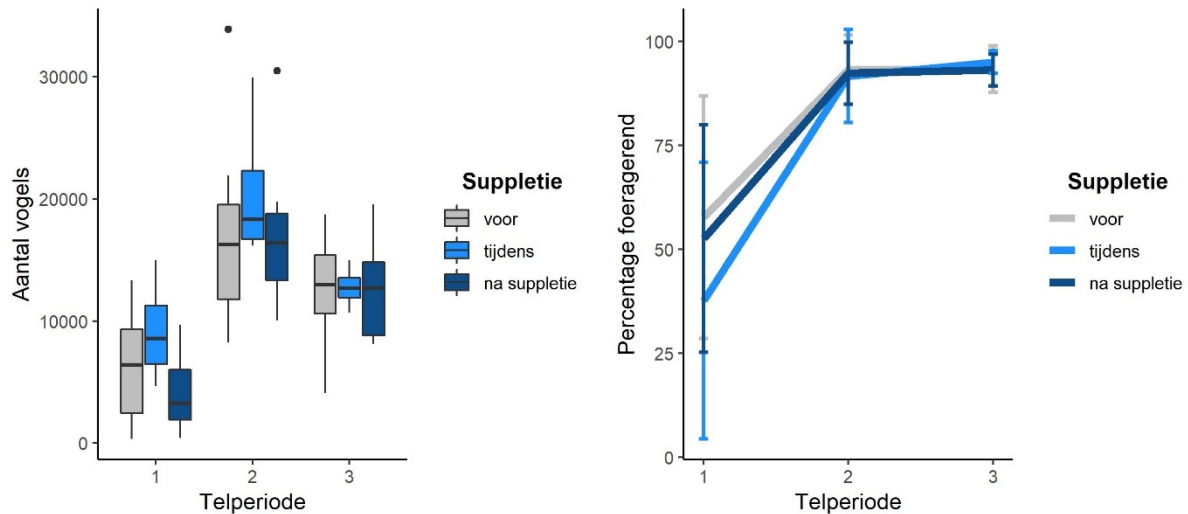 30000
20000
10000
0
Aantal vogels
1
2
3
Telperiode
Suppletie
voor
tijdens
na suppletie
100
75
50
25
0
Percentage foeragerend
1
2
3
Telperiode
Suppletie
voor
tijdens
na suppletie